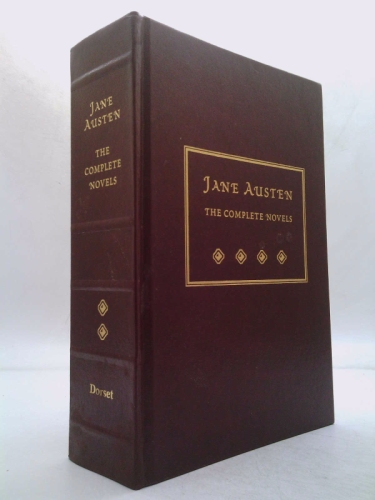 JANE
AUSTEN
THE
COMPLETE
NOVELS
Dorset
JANE AUSTEN
THE COMPLETE NOVELS